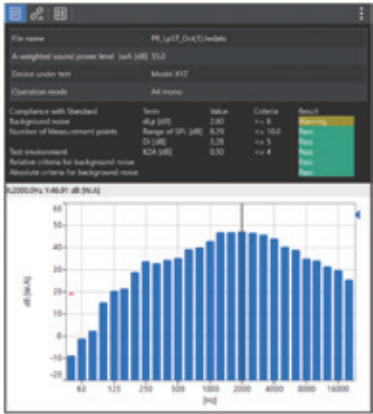 File name PR_LpST_Oct(1).iedats
A-weighted sound power level LwA [dB] 55.0
Device under test Model XYZ
Operation mode A4 mono
Compliance with Standard Term Value Criteria Result
Background noise dLp [dB] 2.60 >= 6 Warning
Number of Measurement points Range of SPL [dB] 8.29 <= 10.0 Pass
DI [dB] 3.28 <= 5 Pass
Test environment K2A [dB] 0.50 <= 4 Pass
Relative criteria for background noise Pass
Absolute criteria for background noise Pass
X:2000.0Hz, Y:46.91 dB [W.A]
dB [W.A]
60
50
40
30
20
10
0
-10
-20
60 125 250 500 1000 2000 4000 8000 16000
[Hz]